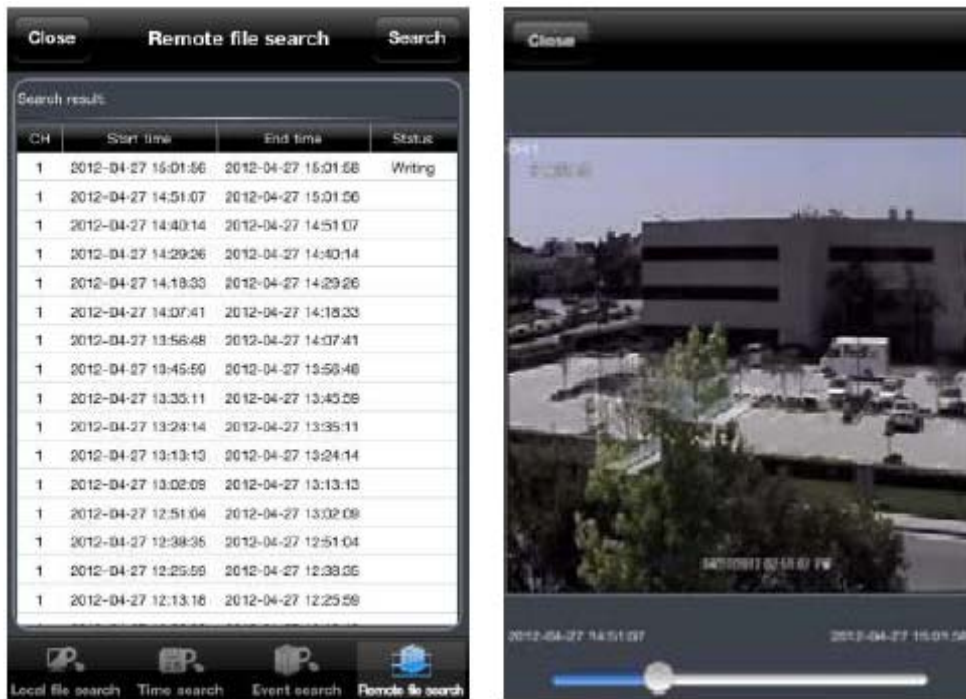 Close Remote file search Search
Search result:
CH Start time End time Status
1 2012-04-27 15:01:56 2012-04-27 15:01:58 Writing
1 2012-04-27 14:51:07 2012-04-27 15:01:56
1 2012-04-27 14:40:14 2012-04-27 14:51:07
1 2012-04-27 14:29:26 2012-04-27 14:40:14
1 2012-04-27 14:18:33 2012-04-27 14:29:26
1 2012-04-27 14:07:41 2012-04-27 14:18:33
1 2012-04-27 13:56:48 2012-04-27 14:07:41
1 2012-04-27 13:45:59 2012-04-27 13:56:48
1 2012-04-27 13:35:11 2012-04-27 13:45:59
1 2012-04-27 13:24:14 2012-04-27 13:35:11
1 2012-04-27 13:13:13 2012-04-27 13:24:14
1 2012-04-27 13:02:09 2012-04-27 13:13:13
1 2012-04-27 12:51:04 2012-04-27 13:02:09
1 2012-04-27 12:38:35 2012-04-27 12:51:04
1 2012-04-27 12:25:59 2012-04-27 12:38:35
1 2012-04-27 12:13:18 2012-04-27 12:25:59
Local file search Time search Event search Remote file search
Close
2012-04-27 14:51:07 2012-04-27 15:01:56